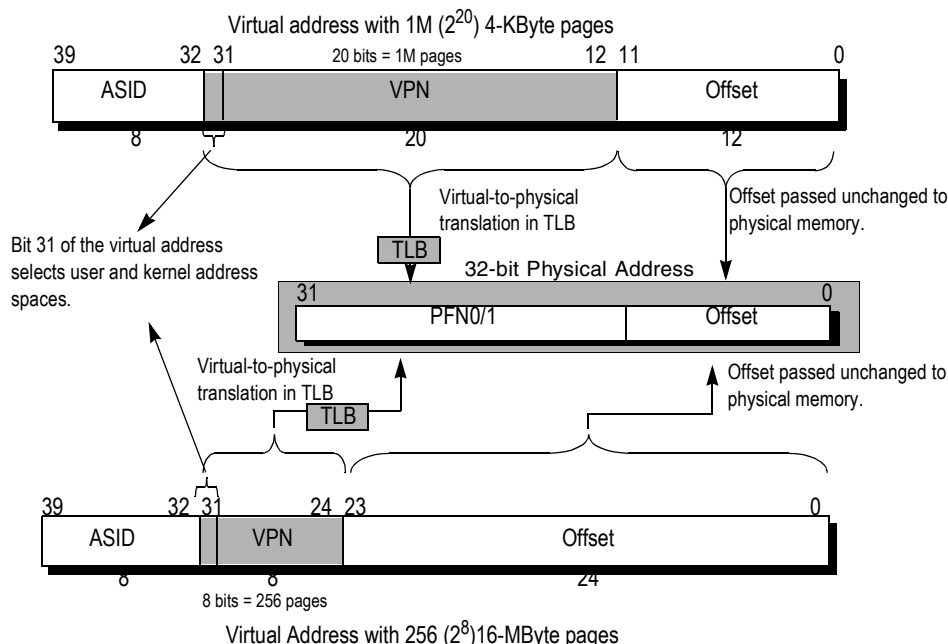 Virtual address with 1M (2²⁰) 4-KByte pages
39 32 31 20 bits = 1M pages 12 11 0
ASID VPN Offset
8 20 12
Virtual-to-physical
translation in TLB
Offset passed unchanged to
physical memory.
TLB
Bit 31 of the virtual address
selects user and kernel address
spaces.
32-bit Physical Address
31 0
PFN0/1 Offset
Virtual-to-physical
translation in TLB
TLB
Offset passed unchanged to
physical memory.
39 32 31 24 23 0
ASID VPN Offset
8 8 24
8 bits = 256 pages
Virtual Address with 256 (2⁸)16-MByte pages